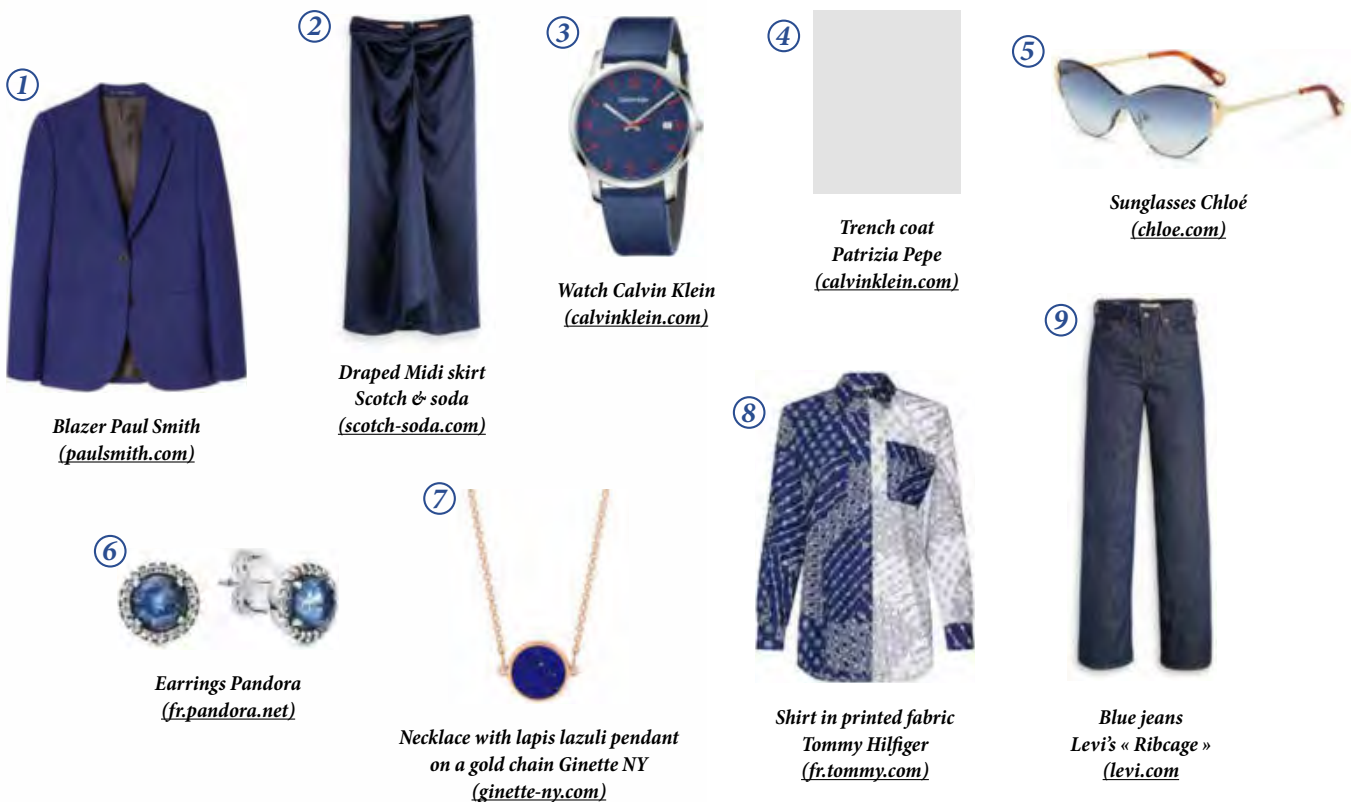 1
Blazer Paul Smith
(paulsmith.com)
2
Draped Midi skirt
Scotch & soda
(scotch-soda.com)
3
Calvin Klein
Watch Calvin Klein
(calvinklein.com)
4
Trench coat
Patrizia Pepe
(calvinklein.com)
5
Sunglasses Chloé
(chloe.com)
6
Earrings Pandora
(fr.pandora.net)
7
Necklace with lapis lazuli pendant
on a gold chain Ginette NY
(ginette-ny.com)
8
Shirt in printed fabric
Tommy Hilfiger
(fr.tommy.com)
9
Blue jeans
Levi’s « Ribcage »
(levi.com